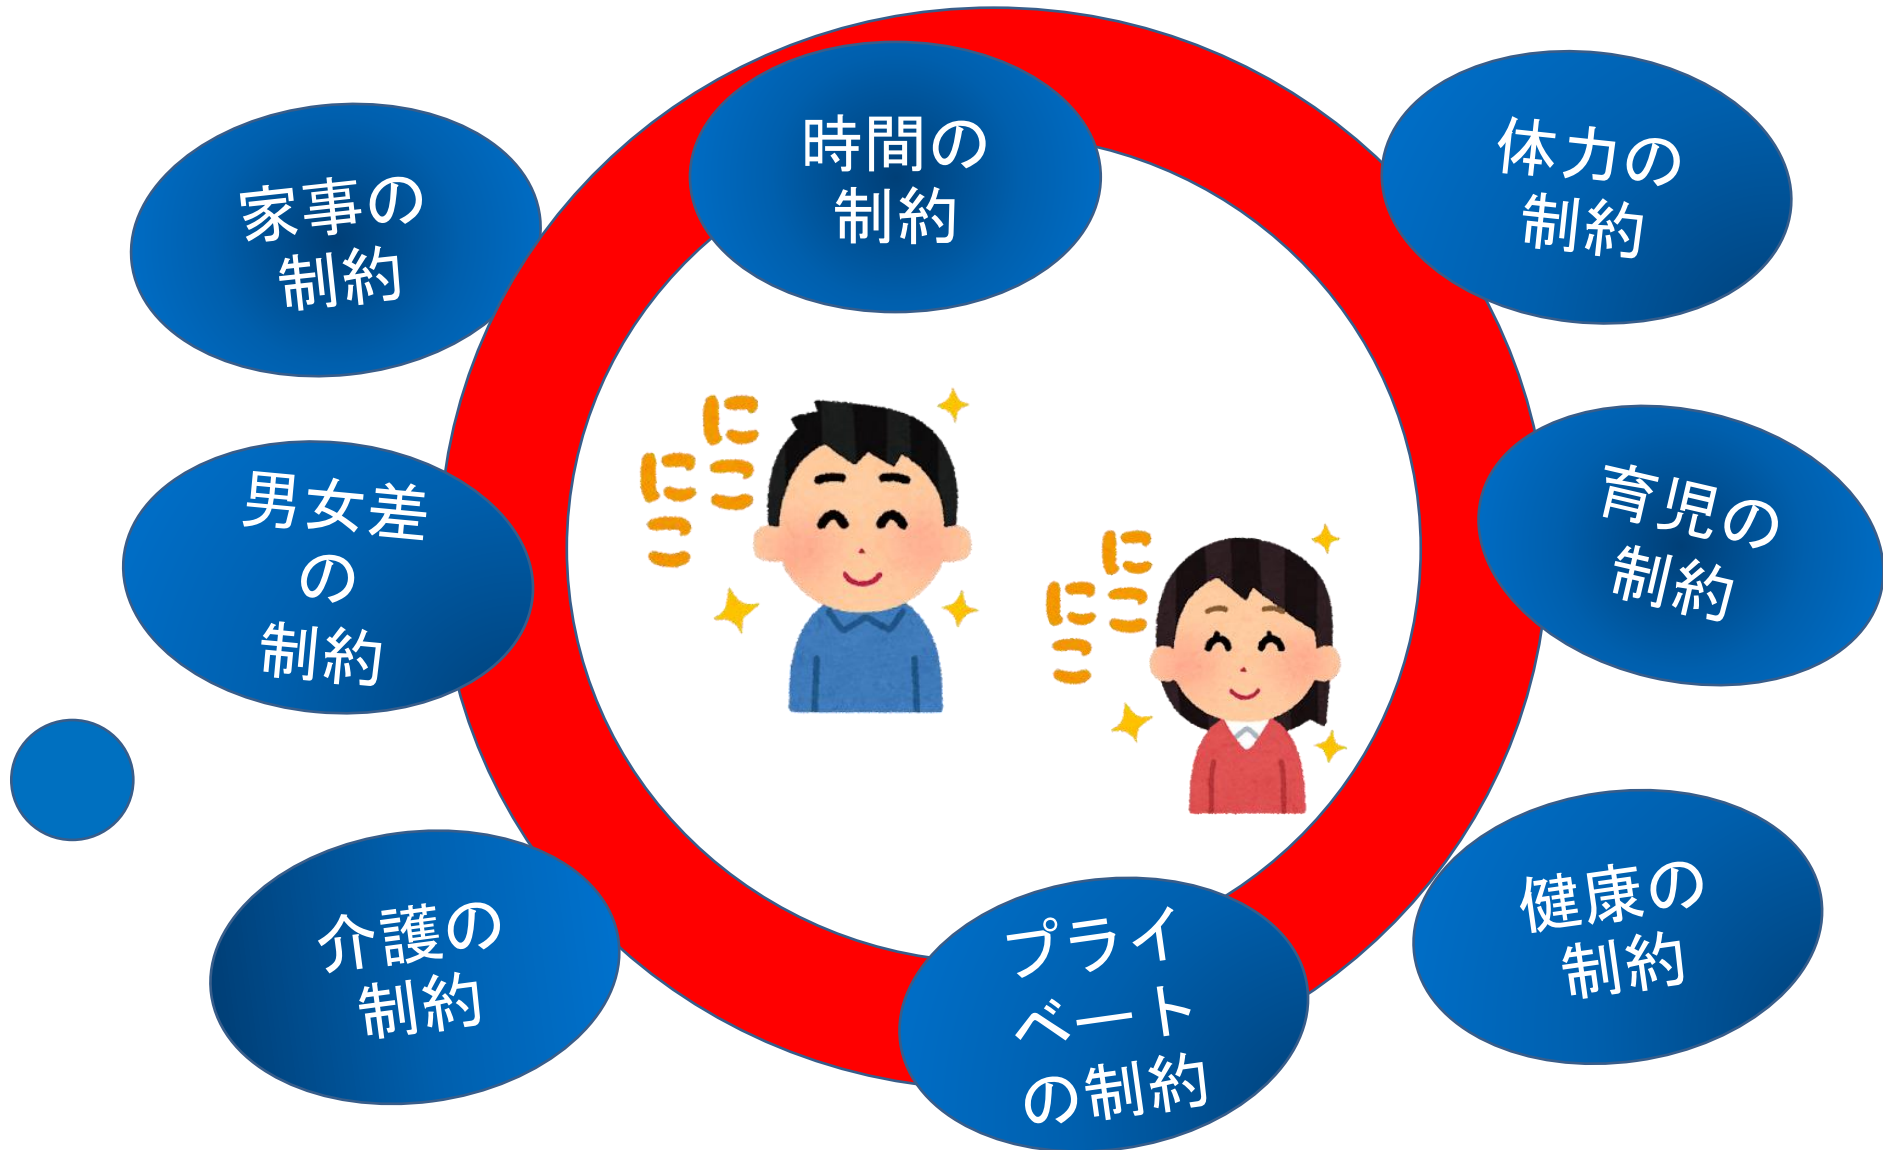 時間の
制約
体力の
制約
家事の
制約
にこ
にこ
男女差
の
制約
育児の
制約
にこ
にこ
介護の
制約
プライ
ベート
の制約
健康の
制約